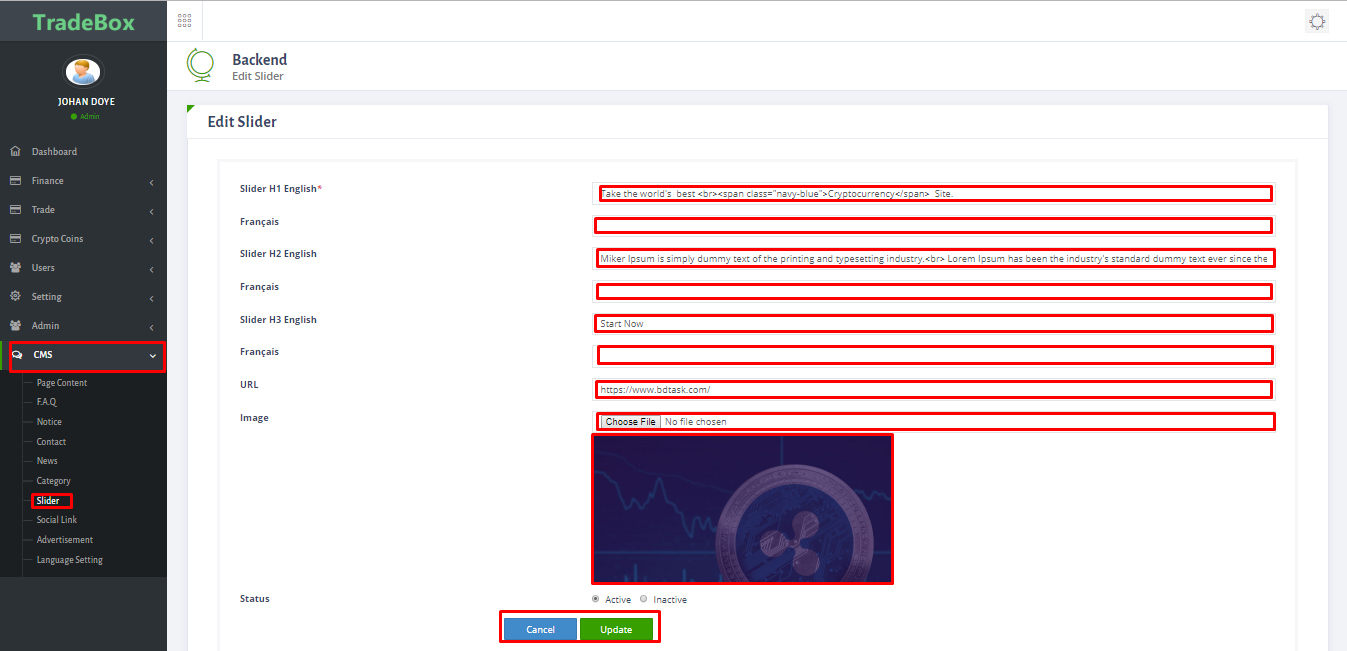 TradeBox
JOHAN DOYE
Admin
Dashboard
Finance
Trade
Crypto Coins
Users
Setting
Admin
CMS
Page Content
F.A.Q
Notice
Contact
News
Category
Slider
Social Link
Advertisement
Language Setting
Backend
Edit Slider
Edit Slider
Slider H1 English*
Take the world's best <br><span class="navy-blue">Cryptocurrency</span> Site.
Français
Slider H2 English
Miker Ipsum is simply dummy text of the printing and typesetting industry.<br> Lorem Ipsum has been the industry's standard dummy text ever since the
Français
Slider H3 English
Start Now
Français
URL
https://www.bdtask.com/
Image
Choose File No file chosen
Status
Active Inactive
Cancel Update